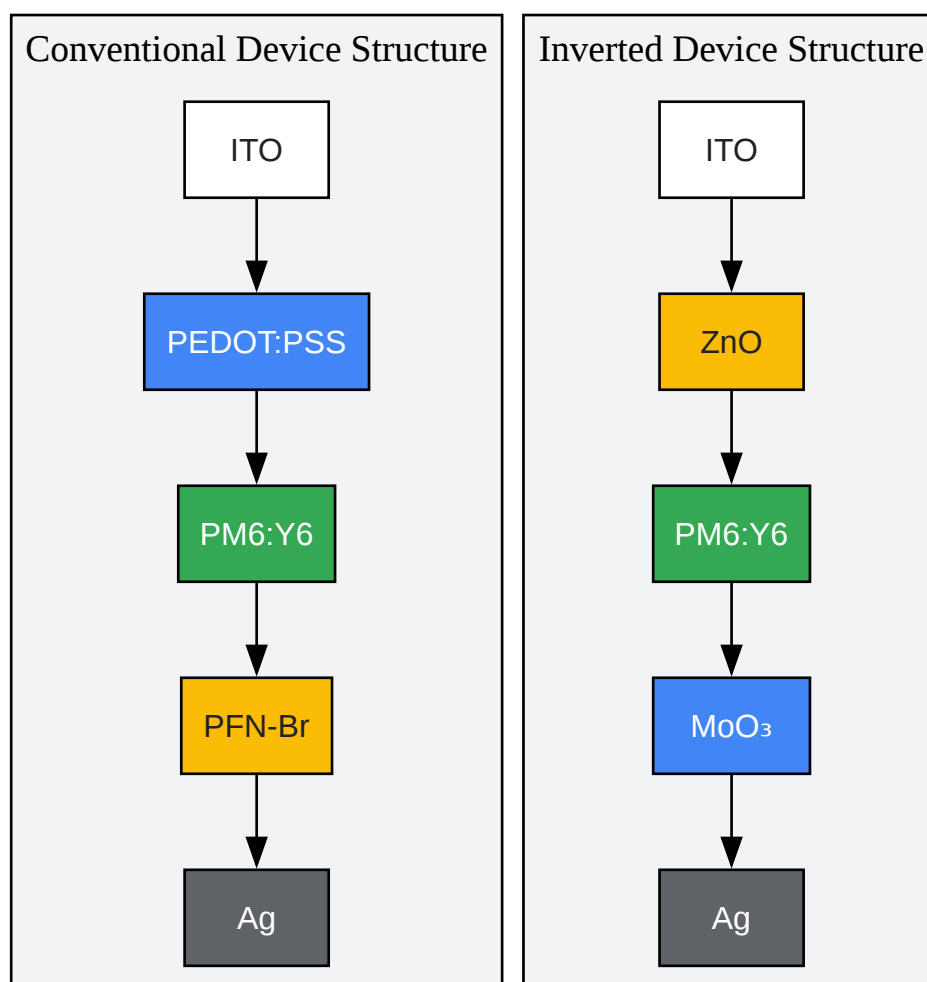 Conventional Device Structure
ITO
PEDOT:PSS
PM6:Y6
PFN-Br
Ag
Inverted Device Structure
ITO
ZnO
PM6:Y6
MoO₃
Ag